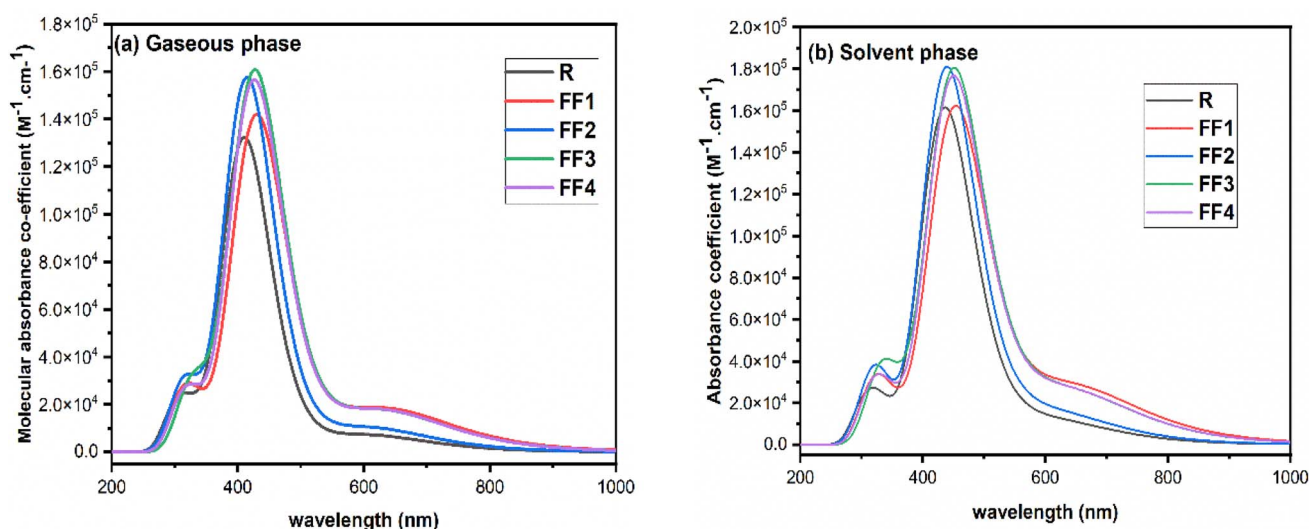 (a) Gaseous phase
Molecular absorbance co-efficient (M⁻¹.cm⁻¹)
1.8×10⁵
1.6×10⁵
1.4×10⁵
1.2×10⁵
1.0×10⁵
8.0×10⁴
6.0×10⁴
4.0×10⁴
2.0×10⁴
0.0
R
FF1
FF2
FF3
FF4
200 400 600 800 1000
wavelength (nm)
(b) Solvent phase
Absorbance coefficient (M⁻¹.cm⁻¹)
2.0×10⁵
1.8×10⁵
1.6×10⁵
1.4×10⁵
1.2×10⁵
1.0×10⁵
8.0×10⁴
6.0×10⁴
4.0×10⁴
2.0×10⁴
0.0
R
FF1
FF2
FF3
FF4
200 400 600 800 1000
wavelength (nm)